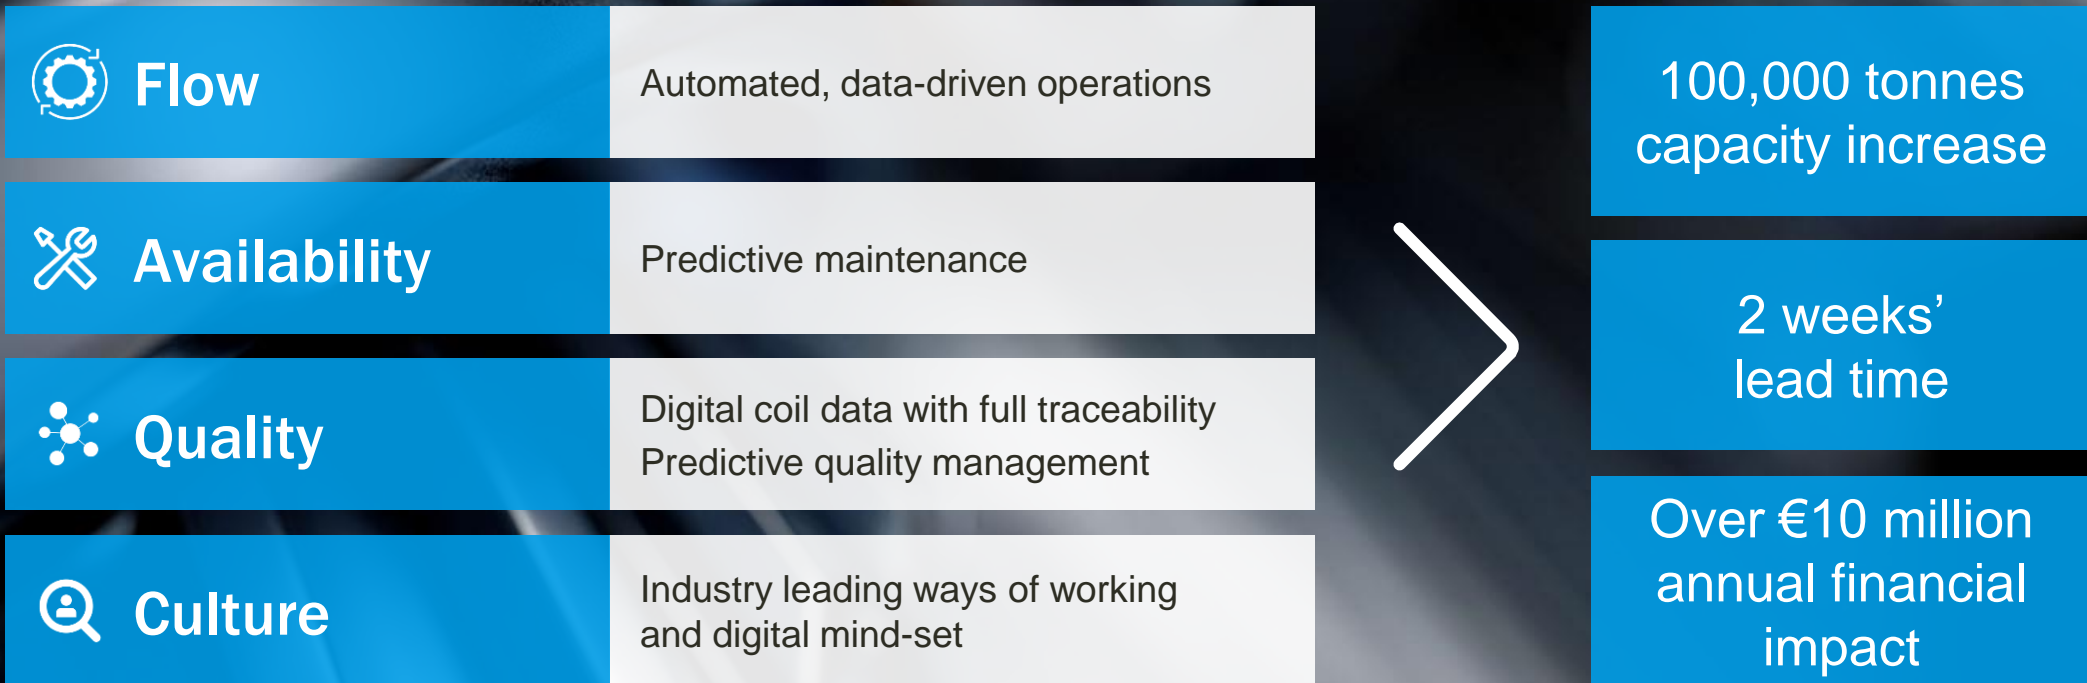 Flow
Automated, data-driven operations
Availability
Predictive maintenance
Quality
Digital coil data with full traceability
Predictive quality management
Culture
Industry leading ways of working
and digital mind-set
100,000 tonnes
capacity increase
2 weeks’
lead time
Over €10 million
annual financial
impact